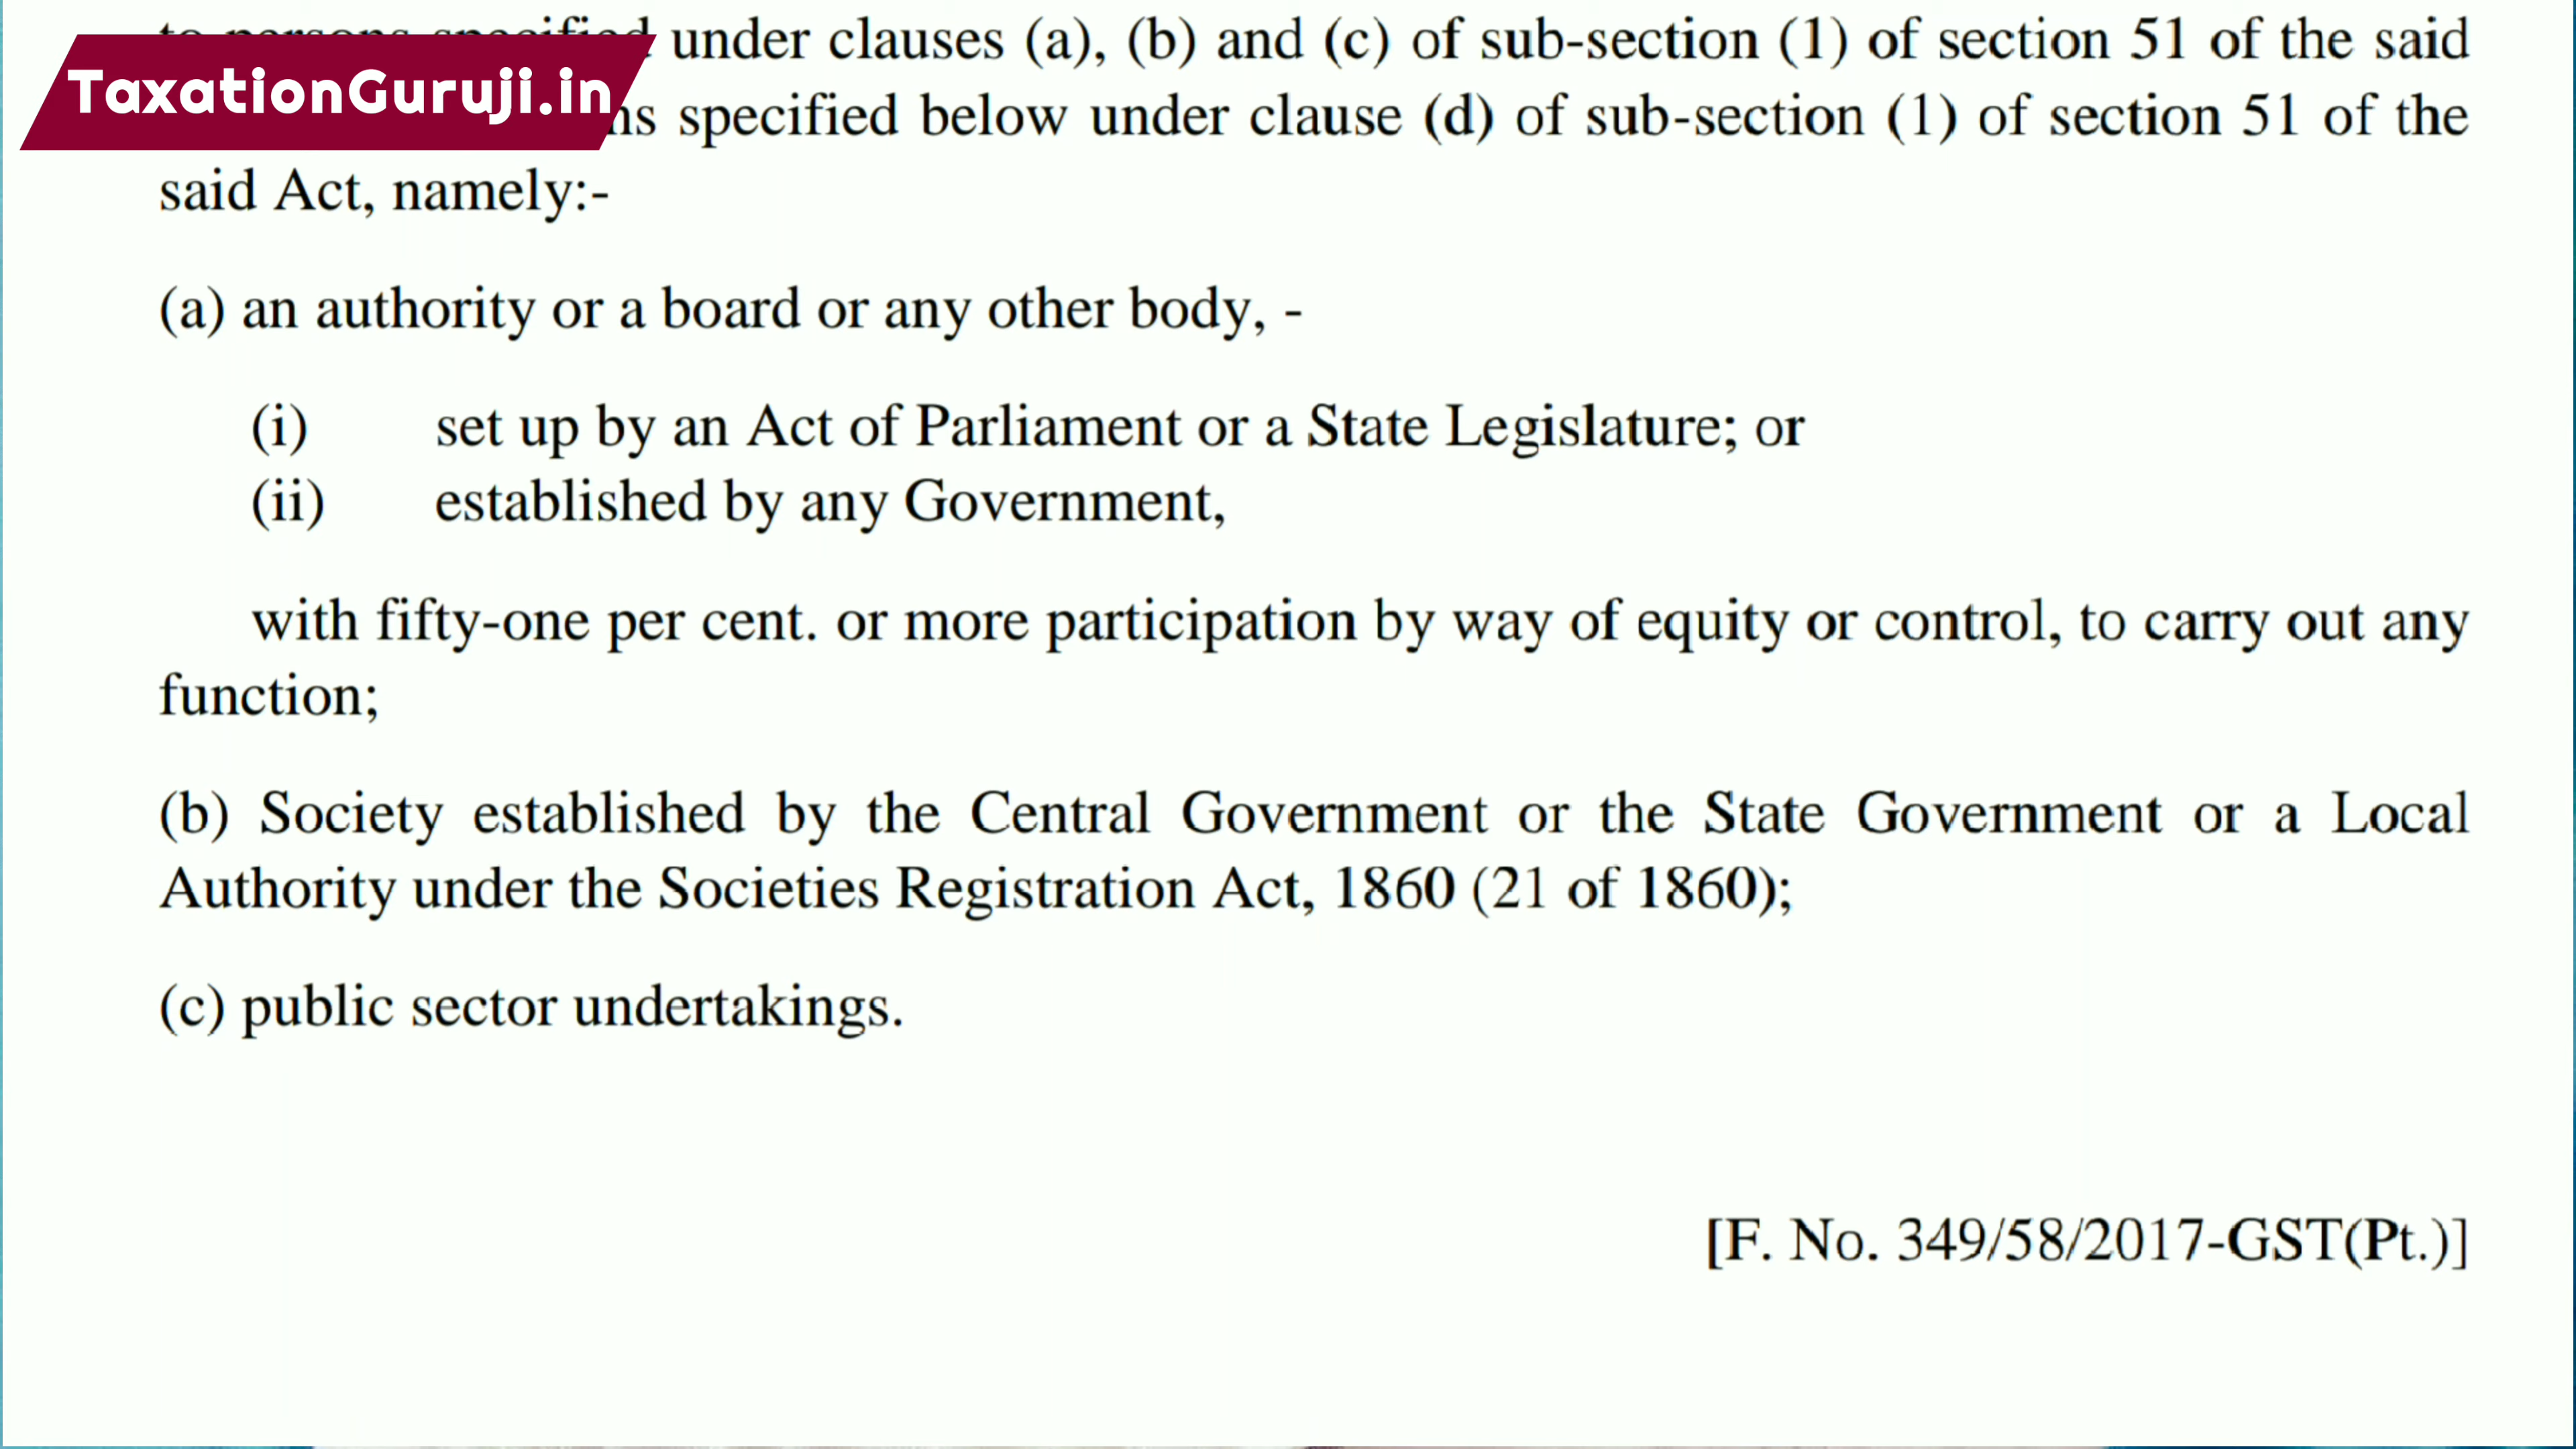 to persons specified under clauses (a), (b) and (c) of sub-section (1) of section 51 of the said
TaxationGuruji.in
specified below under clause (d) of sub-section (1) of section 51 of the
said Act, namely:-
(a) an authority or a board or any other body, -
(i) set up by an Act of Parliament or a State Legislature; or
(ii) established by any Government,
with fifty-one per cent. or more participation by way of equity or control, to carry out any
function;
(b) Society established by the Central Government or the State Government or a Local
Authority under the Societies Registration Act, 1860 (21 of 1860);
(c) public sector undertakings.
[F. No. 349/58/2017-GST(Pt.)]